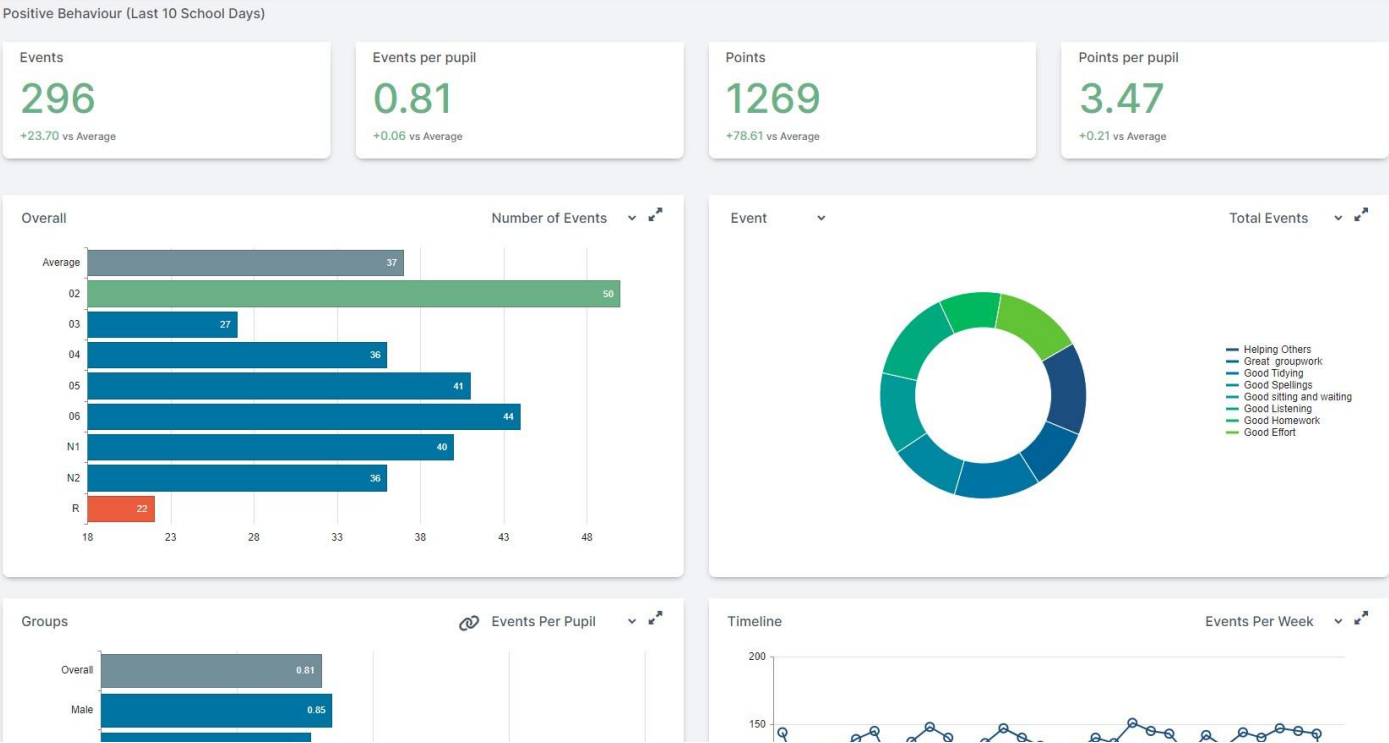 Positive Behaviour (Last 10 School Days)
Events
296
+23.70 vs Average
Events per pupil
0.81
+0.06 vs Average
Points
1269
+78.61 vs Average
Points per pupil
3.47
+0.21 vs Average
Overall
Number of Events
Average
37
02
50
03
27
04
36
05
41
06
44
N1
40
N2
36
R
22
18 23 28 33 38 43 48
Event
Total Events
Helping Others
Great groupwork
Good Tidying
Good Spellings
Good sitting and waiting
Good Listening
Good Homework
Good Effort
Groups
Events Per Pupil
Overall
0.81
Male
0.85
Timeline
Events Per Week
200
150